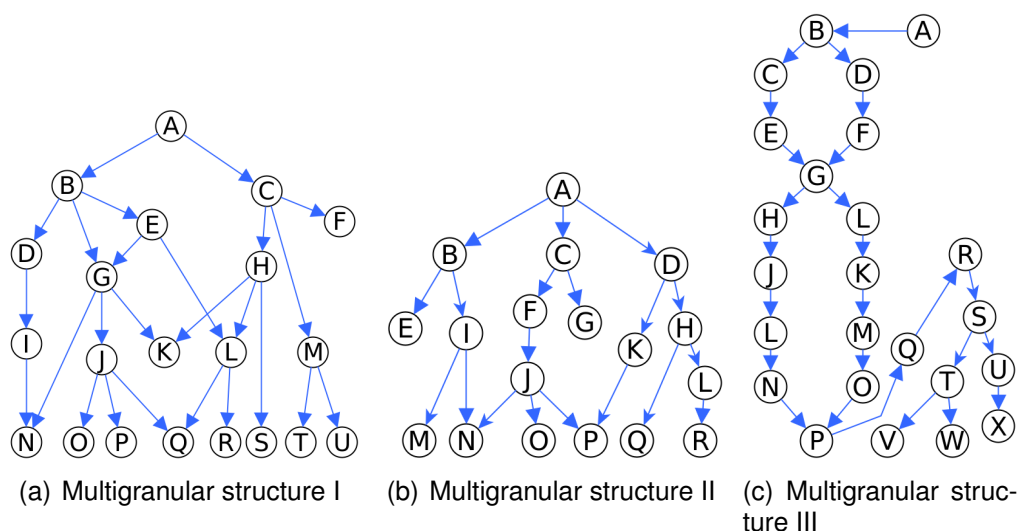 B A
C D
E F
G
H L
J K
L M
N O
P
Q
R
S
T U
V W X
A
B C
D E F
G H
I J K L M
N O P Q R S T U
A
B C D
E F G H
I J K L
M N O P Q R
(a) Multigranular structure I
(b) Multigranular structure II
(c) Multigranular struc-
ture III